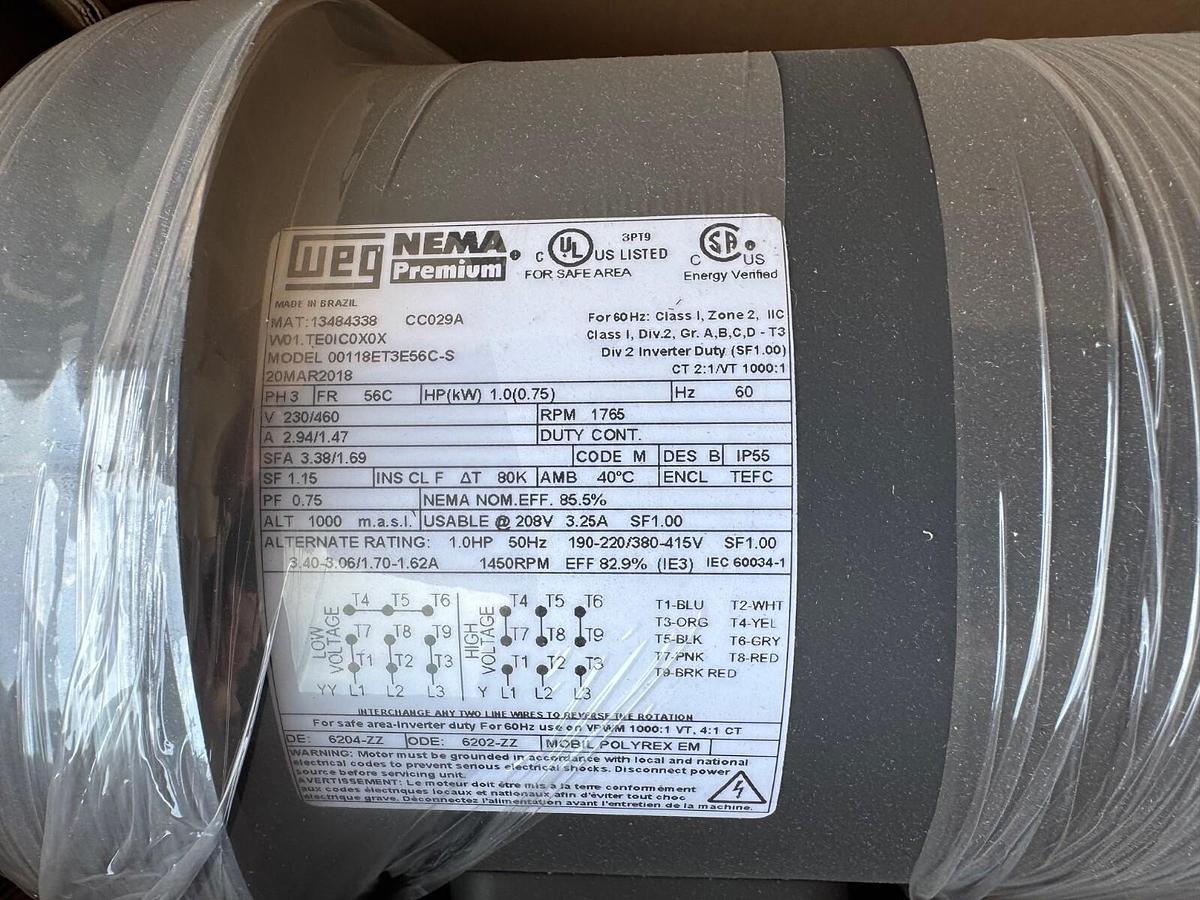 WEG NEMA Premium® C UL US LISTED 3PT9 FOR SAFE AREA C SA® US Energy Verified
MADE IN BRAZIL
MAT:13484338 CC029A
W01.TE0IC0X0X
MODEL 00118ET3E56C-S
20MAR2018
For 60Hz: Class I, Zone 2, IIC
Class I, Div.2, Gr. A,B,C,D - T3
Div 2 Inverter Duty (SF1.00)
CT 2:1/VT 1000:1
PH 3 FR 56C HP(kW) 1.0(0.75) Hz 60
V 230/460 RPM 1765
A 2.94/1.47 DUTY CONT.
SFA 3.38/1.69 CODE M DES B IP55
SF 1.15 INS CL F ΔT 80K AMB 40°C ENCL TEFC
PF 0.75 NEMA NOM.EFF. 85.5%
ALT 1000 m.a.s.l. USABLE @ 208V 3.25A SF1.00
ALTERNATE RATING: 1.0HP 50Hz 190-220/380-415V SF1.00
3.40-3.06/1.70-1.62A 1450RPM EFF 82.9% (IE3) IEC 60034-1
LOW VOLTAGE
T4 T5 T6
T7 T8 T9
T1 T2 T3
YY L1 L2 L3
HIGH VOLTAGE
T4 T5 T6
T7 T8 T9
T1 T2 T3
Y L1 L2 L3
T1-BLU T2-WHT
T3-ORG T4-YEL
T5-BLK T6-GRY
T7-PNK T8-RED
T9-BRK RED
INTERCHANGE ANY TWO LINE WIRES TO REVERSE THE ROTATION
For safe area-Inverter duty For 60Hz use on VPWM 1000:1 VT, 4:1 CT
DE: 6204-ZZ ODE: 6202-ZZ MOBIL POLYREX EM
WARNING: Motor must be grounded in accordance with local and national
electrical codes to prevent serious electrical shocks. Disconnect power
source before servicing unit.
AVERTISSEMENT: Le moteur doit être mis à la terre conformément
aux codes électriques locaux et nationaux afin d'éviter tout choc
électrique grave. Déconnectez l'alimentation avant l'entretien de la machine.